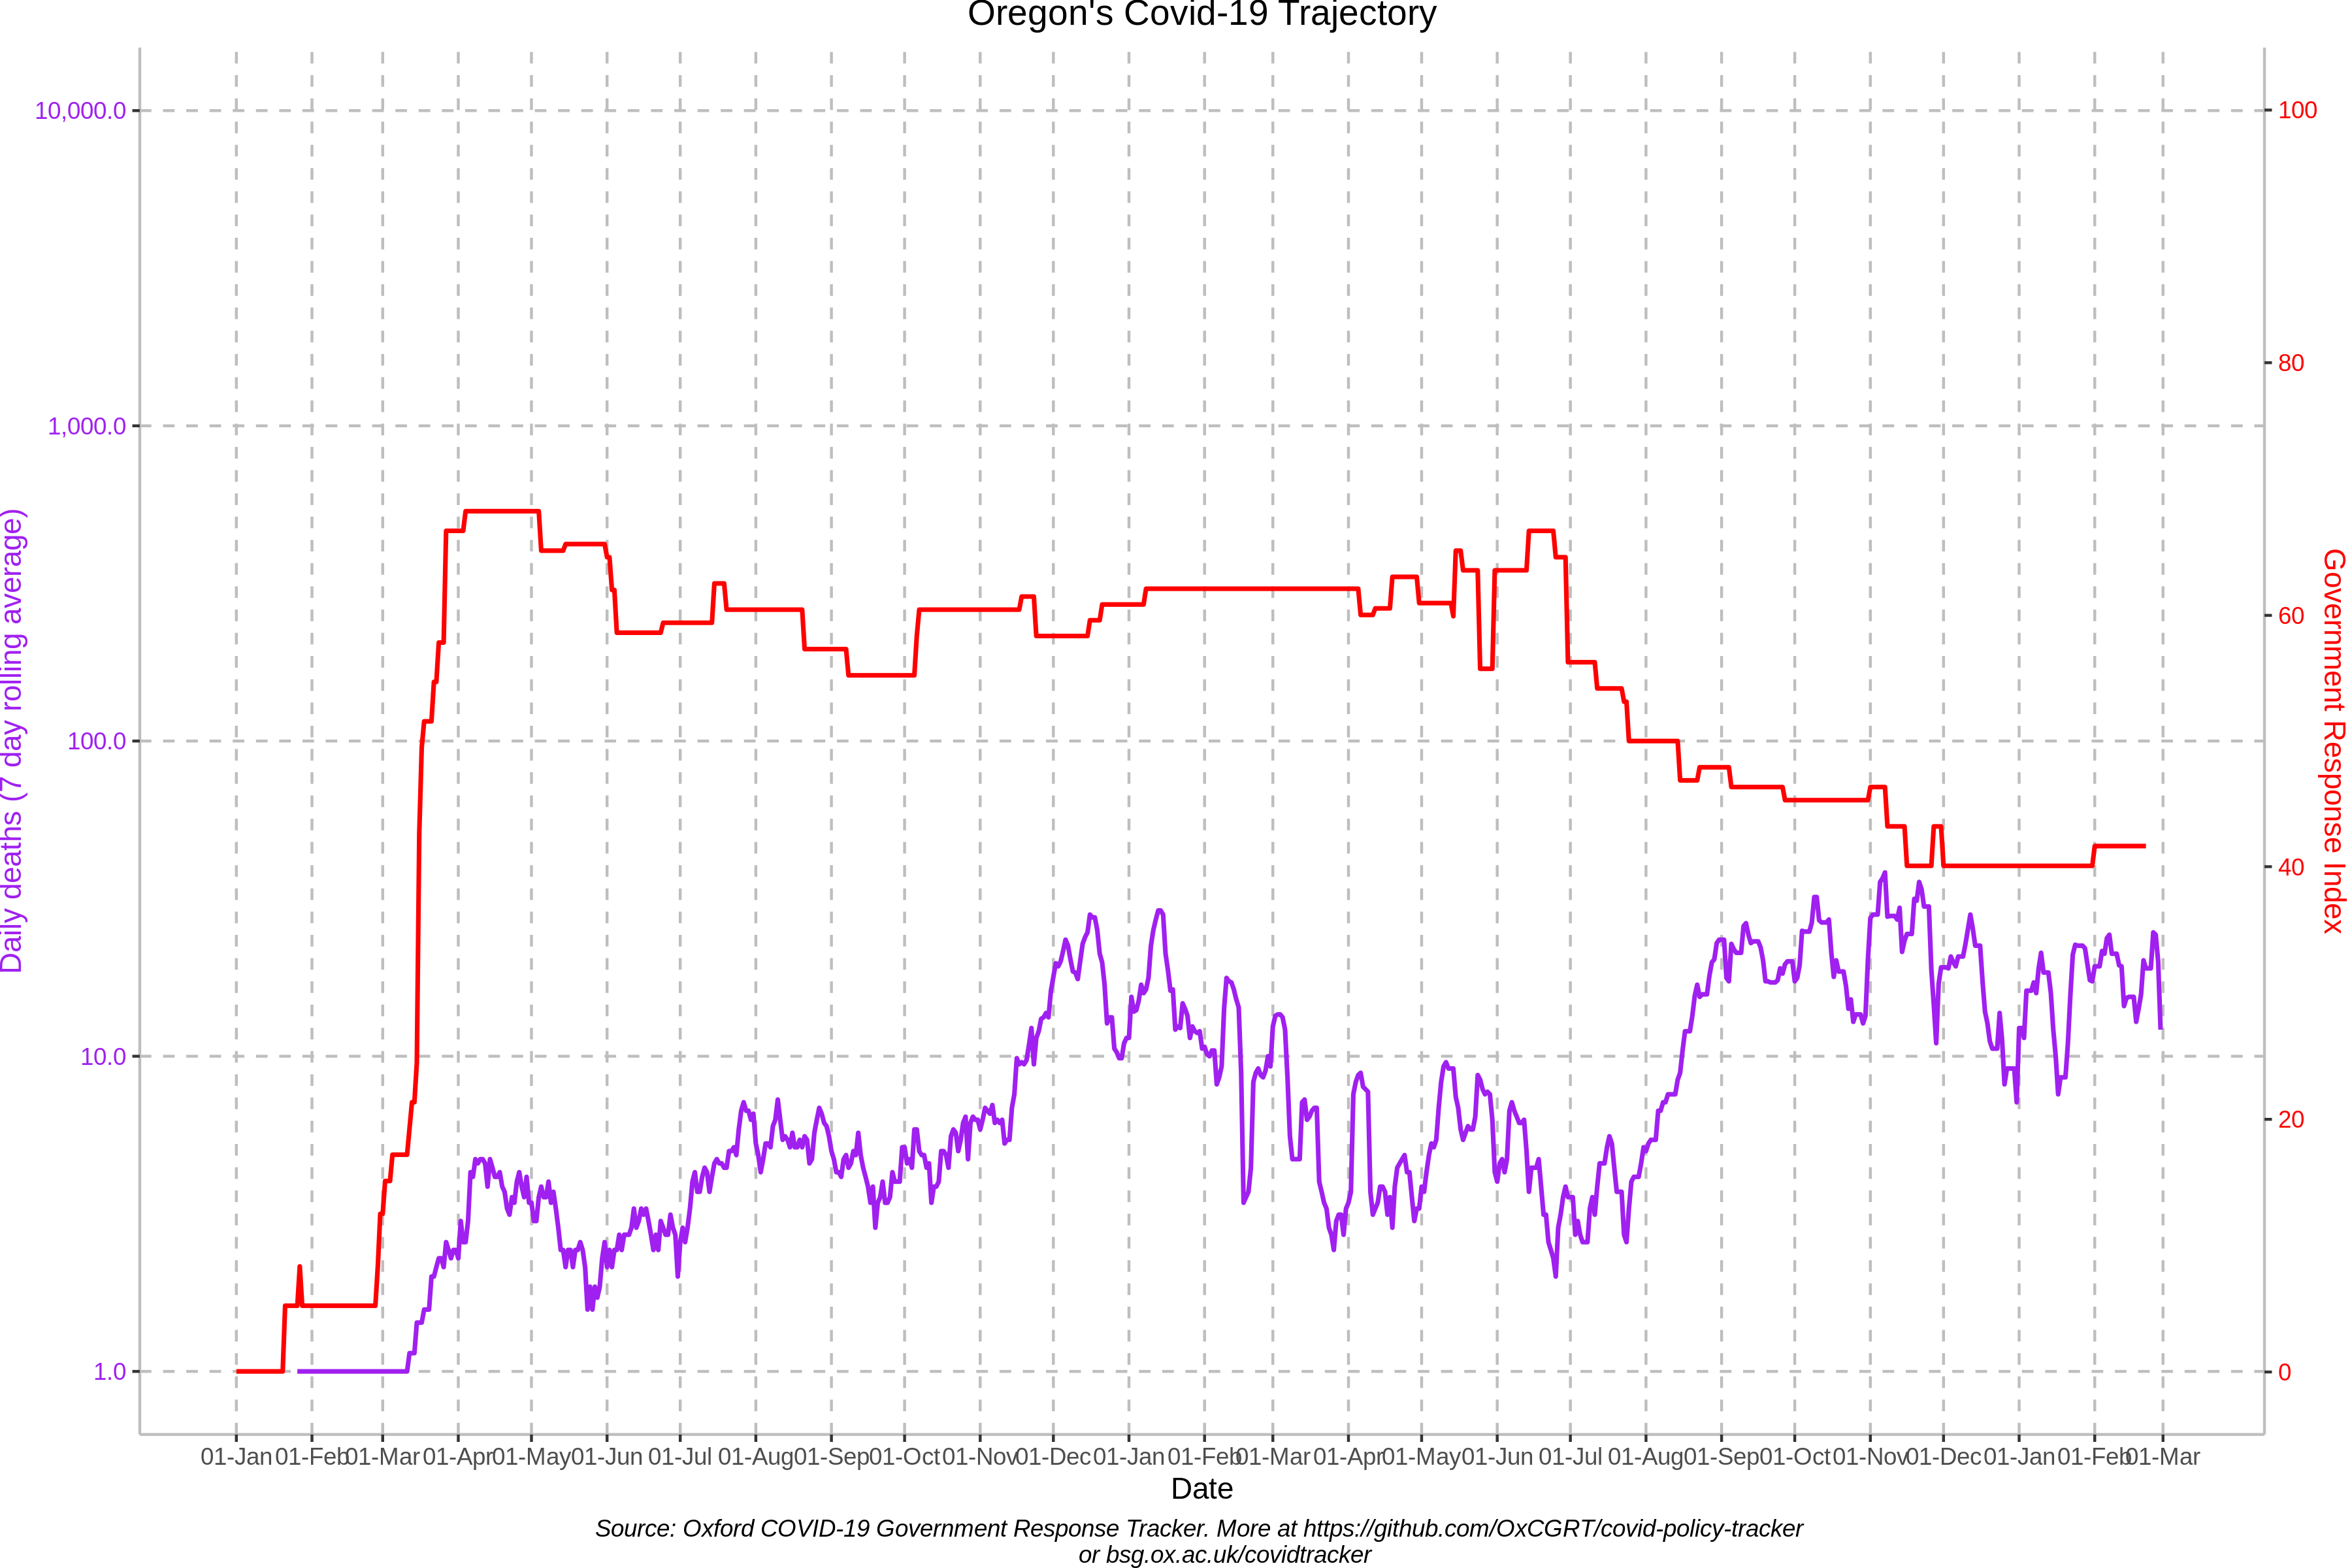 Oregon's Covid-19 Trajectory
Daily deaths (7 day rolling average)
10,000.0
1,000.0
100.0
10.0
1.0
100
80
60
40
20
0
Government Response Index
01-Jan 01-Feb 01-Mar 01-Apr 01-May 01-Jun 01-Jul 01-Aug 01-Sep 01-Oct 01-Nov 01-Dec 01-Jan 01-Feb 01-Mar 01-Apr 01-May 01-Jun 01-Jul 01-Aug 01-Sep 01-Oct 01-Nov 01-Dec 01-Jan 01-Feb 01-Mar
Date
Source: Oxford COVID-19 Government Response Tracker. More at https://github.com/OxCGRT/covid-policy-tracker
or bsg.ox.ac.uk/covidtracker